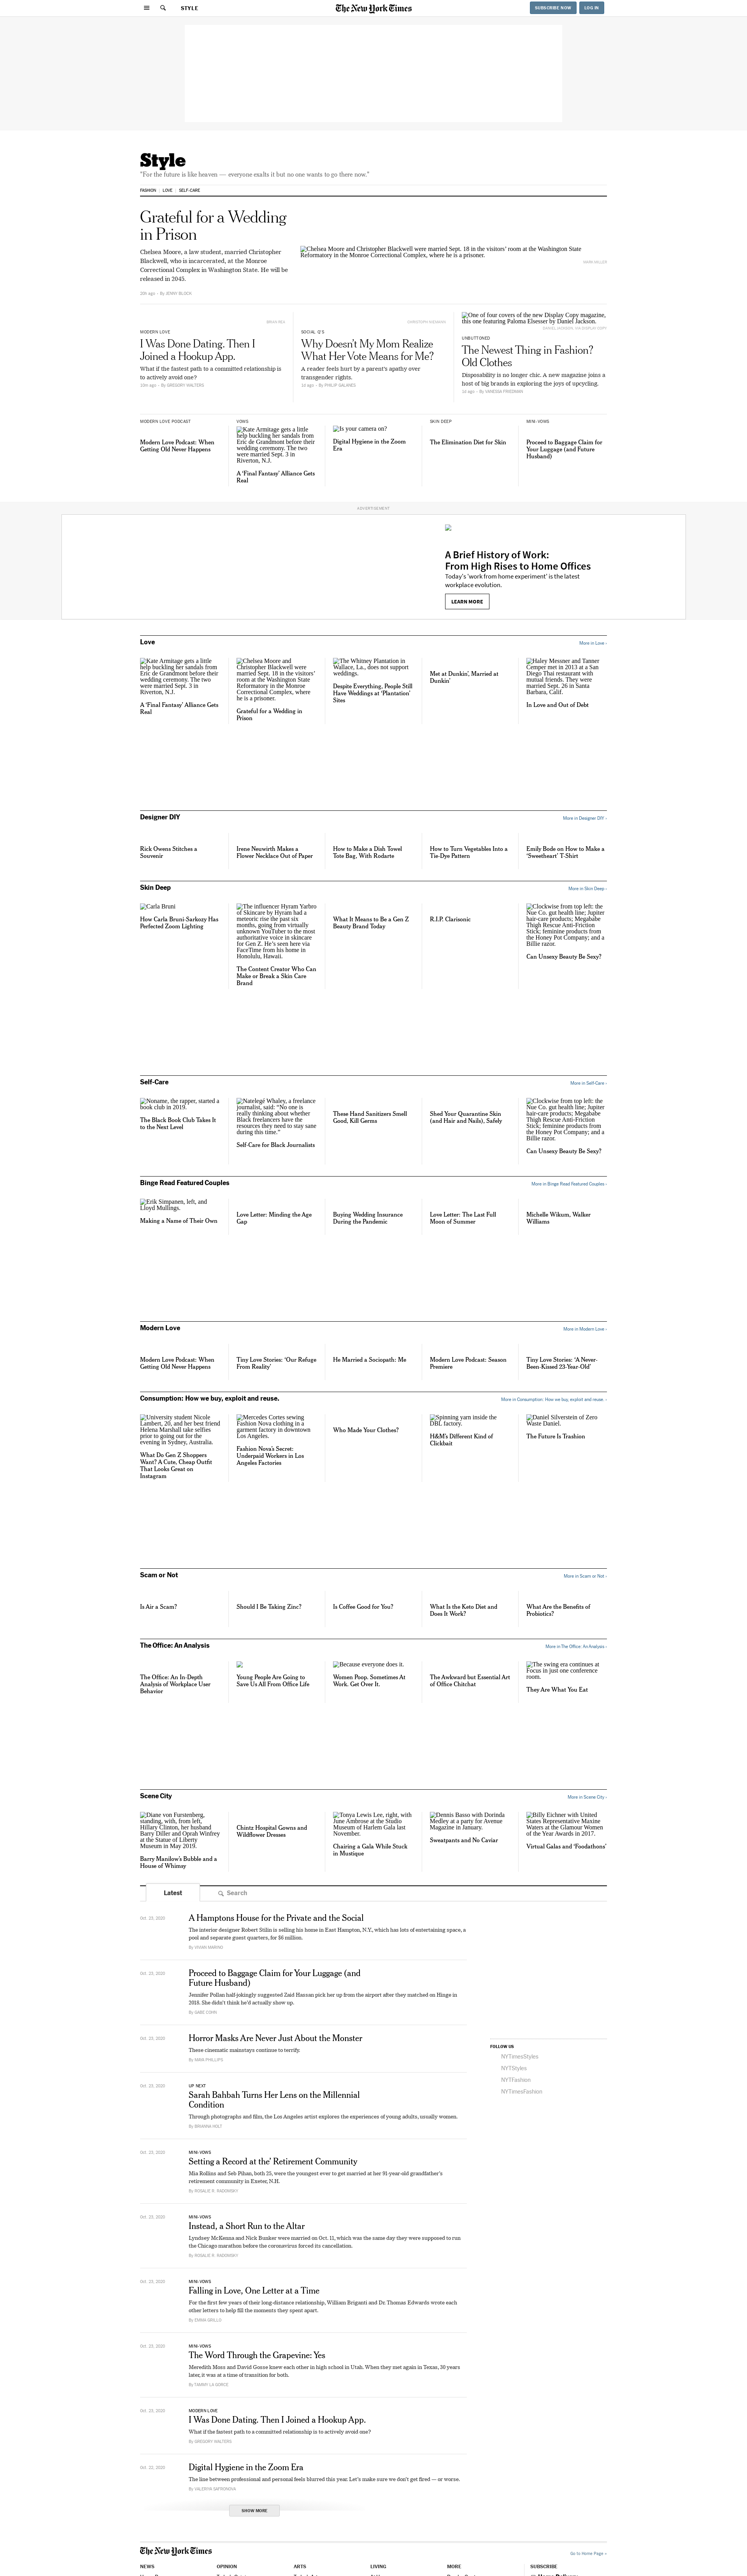 STYLE
The New York Times
SUBSCRIBE NOW
LOG IN
Style
"For the future is like heaven — everyone exalts it but no one wants to go there now."
FASHION
LOVE
SELF-CARE
Grateful for a Wedding
in Prison
Chelsea Moore, a law student, married Christopher
Blackwell, who is incarcerated, at the Monroe
Correctional Complex in Washington State. He will be
released in 2045.
By JENNY BLOCK
Chelsea Moore and Christopher Blackwell were married Sept. 18 in the visitors' room at the Washington State
Reformatory in the Monroe Correctional Complex, where he is a prisoner.
MODERN LOVE
I Was Done Dating. Then I
Joined a Hookup App.
What if the fastest path to a committed relationship is
to actively avoid one?
By GREGORY WALTERS
SOCIAL Q'S
Why Doesn't My Mom Realize
What Her Vote Means for Me?
A reader feels hurt by a parent's apathy over
transgender rights.
1d ago - By PHILIP GALANES
One of four covers of the new Display Copy magazine,
this one featuring Paloma Elsesser by Daniel Jackson.
UNBUTTONED
The Newest Thing in Fashion?
Old Clothes
Disposability is no longer chic. A new magazine joins a
host of big brands in exploring the joys of upcycling.
1d ago - By VANESSA FRIEDMAN
MODERN LOVE PODCAST
Modern Love Podcast: When
Getting Old Never Happens
VOWS
Kate Armitage gets a little
help buckling her sandals from
Eric de Grandmont before their
wedding ceremony. The two
were married Sept. 3 in
Riverton, N.J.
A 'Final Fantasy' Alliance Gets
Real
Is your camera on?
Digital Hygiene in the Zoom
Era
SKIN DEEP
The Elimination Diet for Skin
MINI-VOWS
Proceed to Baggage Claim for
Your Luggage (and Future
Husband)
ADVERTISEMENT
A Brief History of Work:
From High Rises to Home Offices
Today's 'work from home experiment' is the latest
workplace evolution.
LEARN MORE
Love
More in Love ›
Kate Armitage gets a little
help buckling her sandals from
Eric de Grandmont before their
wedding ceremony. The two
were married Sept. 3 in
Riverton, N.J.
A 'Final Fantasy' Alliance Gets
Real
Chelsea Moore and
Christopher Blackwell were
married Sept. 18 in the visitors'
room at the Washington State
Reformatory in the Monroe
Correctional Complex, where
he is a prisoner.
Grateful for a Wedding in
Prison
The Whitney Plantation in
Wallace, La., does not support
weddings.
Despite Everything, People Still
Have Weddings at 'Plantation'
Sites
Met at Dunkin', Married at
Dunkin'
Haley Messner and Tanner
Cemper met in 2013 at a San
Diego Thai restaurant with
mutual friends. They were
married Sept. 26 in Santa
Barbara, Calif.
In Love and Out of Debt
Designer DIY
More in Designer DIY ›
Rick Owens Stitches a
Souvenir
Irene Neuwirth Makes a
Flower Necklace Out of Paper
How to Make a Dish Towel
Tote Bag, With Rodarte
How to Turn Vegetables Into a
Tie-Dye Pattern
Emily Bode on How to Make a
'Sweetheart' T-Shirt
Skin Deep
More in Skin Deep ›
Carla Bruni
How Carla Bruni-Sarkozy Has
Perfected Zoom Lighting
The influencer Hyram Yarbro
of Skincare by Hyram had a
meteoric rise the past six
months, going from virtually
unknown YouTuber to the most
authoritative voice in skincare
for Gen Z. He's seen here via
FaceTime from his home in
Honolulu, Hawaii.
The Content Creator Who Can
Make or Break a Skin Care
Brand
What It Means to Be a Gen Z
Beauty Brand Today
R.I.P. Clarisonic
Clockwise from top left: the
Nue Co. gut health line; Jupiter
hair-care products; Megababe
Thigh Rescue Anti-Friction
Stick; feminine products from
the Honey Pot Company; and a
Billie razor.
Can Unsexy Beauty Be Sexy?
Self-Care
More in Self-Care ›
Noname, the rapper, started a
book club in 2019.
The Black Book Club Takes It
to the Next Level
Natelegé Whaley, a freelance
journalist, said: "No one is
really thinking about whether
Black freelancers have the
resources they need to stay sane
during this time."
Self-Care for Black Journalists
These Hand Sanitizers Smell
Good, Kill Germs
Shed Your Quarantine Skin
(and Hair and Nails), Safely
Clockwise from top left: the
Nue Co. gut health line; Jupiter
hair-care products; Megababe
Thigh Rescue Anti-Friction
Stick; feminine products from
the Honey Pot Company; and a
Billie razor.
Can Unsexy Beauty Be Sexy?
Binge Read Featured Couples
More in Binge Read Featured Couples ›
Erik Simpanen, left, and
Lloyd Mullings.
Making a Name of Their Own
Love Letter: Minding the Age
Gap
Buying Wedding Insurance
During the Pandemic
Love Letter: The Last Full
Moon of Summer
Michelle Wikum, Walker
Williams
Modern Love
More in Modern Love ›
Modern Love Podcast: When
Getting Old Never Happens
Tiny Love Stories: 'Our Refuge
From Reality'
He Married a Sociopath: Me
Modern Love Podcast: Season
Premiere
Tiny Love Stories: 'A Never-
Been-Kissed 23-Year-Old'
Consumption: How we buy, exploit and reuse.
More in Consumption: How we buy, exploit and reuse. ›
University student Nicole
Lambert, 20, and her best friend
Helena Marshall take selfies
prior to going out for the
evening in Sydney, Australia.
What Do Gen Z Shoppers
Want? A Cute, Cheap Outfit
That Looks Great on
Instagram
Mercedes Cortes sewing
Fashion Nova clothing in a
garment factory in downtown
Los Angeles.
Fashion Nova's Secret:
Underpaid Workers in Los
Angeles Factories
Who Made Your Clothes?
Spinning yarn inside the
DBL factory.
H&M's Different Kind of
Clickbait
Daniel Silverstein of Zero
Waste Daniel.
The Future Is Trashion
Scam or Not
More in Scam or Not ›
Is Air a Scam?
Should I Be Taking Zinc?
Is Coffee Good for You?
What Is the Keto Diet and
Does It Work?
What Are the Benefits of
Probiotics?
The Office: An Analysis
More in The Office: An Analysis ›
The Office: An In-Depth
Analysis of Workplace User
Behavior
Young People Are Going to
Save Us All From Office Life
Because everyone does it.
Women Poop. Sometimes At
Work. Get Over It.
The Awkward but Essential Art
of Office Chitchat
The swing era continues at
Focus in just one conference
room.
They Are What You Eat
Scene City
More in Scene City ›
Diane von Furstenberg,
standing, with, from left,
Hillary Clinton, her husband
Barry Diller and Oprah Winfrey
at the Statue of Liberty
Museum in May 2019.
Barry Manilow's Bubble and a
House of Whimsy
Chintz Hospital Gowns and
Wildflower Dresses
Tonya Lewis Lee, right, with
June Ambrose at the Studio
Museum of Harlem Gala last
November.
Chairing a Gala While Stuck
in Mustique
Dennis Basso with Dorinda
Medley at a party for Avenue
Magazine in January.
Sweatpants and No Caviar
Billy Eichner with United
States Representative Maxine
Waters at the Glamour Women
of the Year Awards in 2017.
Virtual Galas and 'Foodathons'
Latest
Search
Oct. 23, 2020
A Hamptons House for the Private and the Social
The interior designer Robert Stilin is selling his home in East Hampton, N.Y., which has lots of entertaining space, a
pool and separate guest quarters, for $6 million.
By VIVIAN MARINO
Oct. 23, 2020
Proceed to Baggage Claim for Your Luggage (and
Future Husband)
Jennifer Pollan half-jokingly suggested Zaid Hassan pick her up from the airport after they matched on Hinge in
2018. She didn't think he'd actually show up.
By GABE COHN
Oct. 23, 2020
Horror Masks Are Never Just About the Monster
These cinematic mainstays continue to terrify.
By MAYA PHILLIPS
Oct. 23, 2020
UP NEXT
Sarah Bahbah Turns Her Lens on the Millennial
Condition
Through photographs and film, the Los Angeles artist explores the experiences of young adults, usually women.
By BRIANNA HOLT
Oct. 23, 2020
MINI-VOWS
Setting a Record at the' Retirement Community
Mia Rollins and Seb Pihan, both 25, were the youngest ever to get married at her 91-year-old grandfather's
retirement community in Exeter, N.H.
By ROSALIE R. RADOMSKY
Oct. 23, 2020
MINI-VOWS
Instead, a Short Run to the Altar
Lyndsey McKenna and Nick Bunker were married on Oct. 11, which was the same day they were supposed to run
the Chicago marathon before the coronavirus forced its cancellation.
By ROSALIE R. RADOMSKY
Oct. 23, 2020
MINI-VOWS
Falling in Love, One Letter at a Time
For the first few years of their long-distance relationship, William Briganti and Dr. Thomas Edwards wrote each
other letters to help fill the moments they spent apart.
By EMMA GRILLO
Oct. 23, 2020
MINI-VOWS
The Word Through the Grapevine: Yes
Meredith Moss and David Gosse knew each other in high school in Utah. When they met again in Texas, 30 years
later, it was at a time of transition for both.
By TAMMY LA GORCE
Oct. 23, 2020
MODERN LOVE
I Was Done Dating. Then I Joined a Hookup App.
What if the fastest path to a committed relationship is to actively avoid one?
By GREGORY WALTERS
Oct. 22, 2020
Digital Hygiene in the Zoom Era
The line between professional and personal feels blurred this year. Let's make sure we don't get fired — or worse.
By VALERIYA SAFRONOVA
SHOW MORE
FOLLOW US
NYTimesStyles
NYTStyles
NYTFashion
NYTimesFashion
The New York Times
Go to Home Page »
NEWS
OPINION
ARTS
LIVING
MORE
SUBSCRIBE